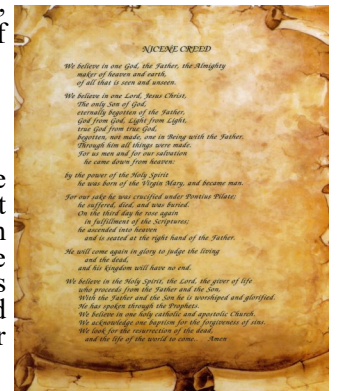 ,
f
e
t
n
e
s
d
r
NICENE CREED
We believe in one God, the Father, the Almighty
maker of heaven and earth,
of all that is seen and unseen.
We believe in one Lord, Jesus Christ,
The only Son of God,
eternally begotten of the Father,
God from God, Light from Light,
true God from true God,
begotten, not made, one in Being with the Father.
Through him all things were made.
For us men and for our salvation
he came down from heaven:
by the power of the Holy Spirit
he was born of the Virgin Mary, and became man.
For our sake he was crucified under Pontius Pilate;
he suffered, died, and was buried.
On the third day he rose again
in fulfillment of the Scriptures;
he ascended into heaven
and is seated at the right hand of the Father.
He will come again in glory to judge the living
and the dead,
and his kingdom will have no end.
We believe in the Holy Spirit, the Lord, the giver of life
who proceeds from the Father and the Son,
With the Father and the Son he is worshiped and glorified.
He has spoken through the Prophets.
We believe in one holy catholic and apostolic Church.
We acknowledge one baptism for the forgiveness of sins.
We look for the resurrection of the dead,
and the life of the world to come... Amen